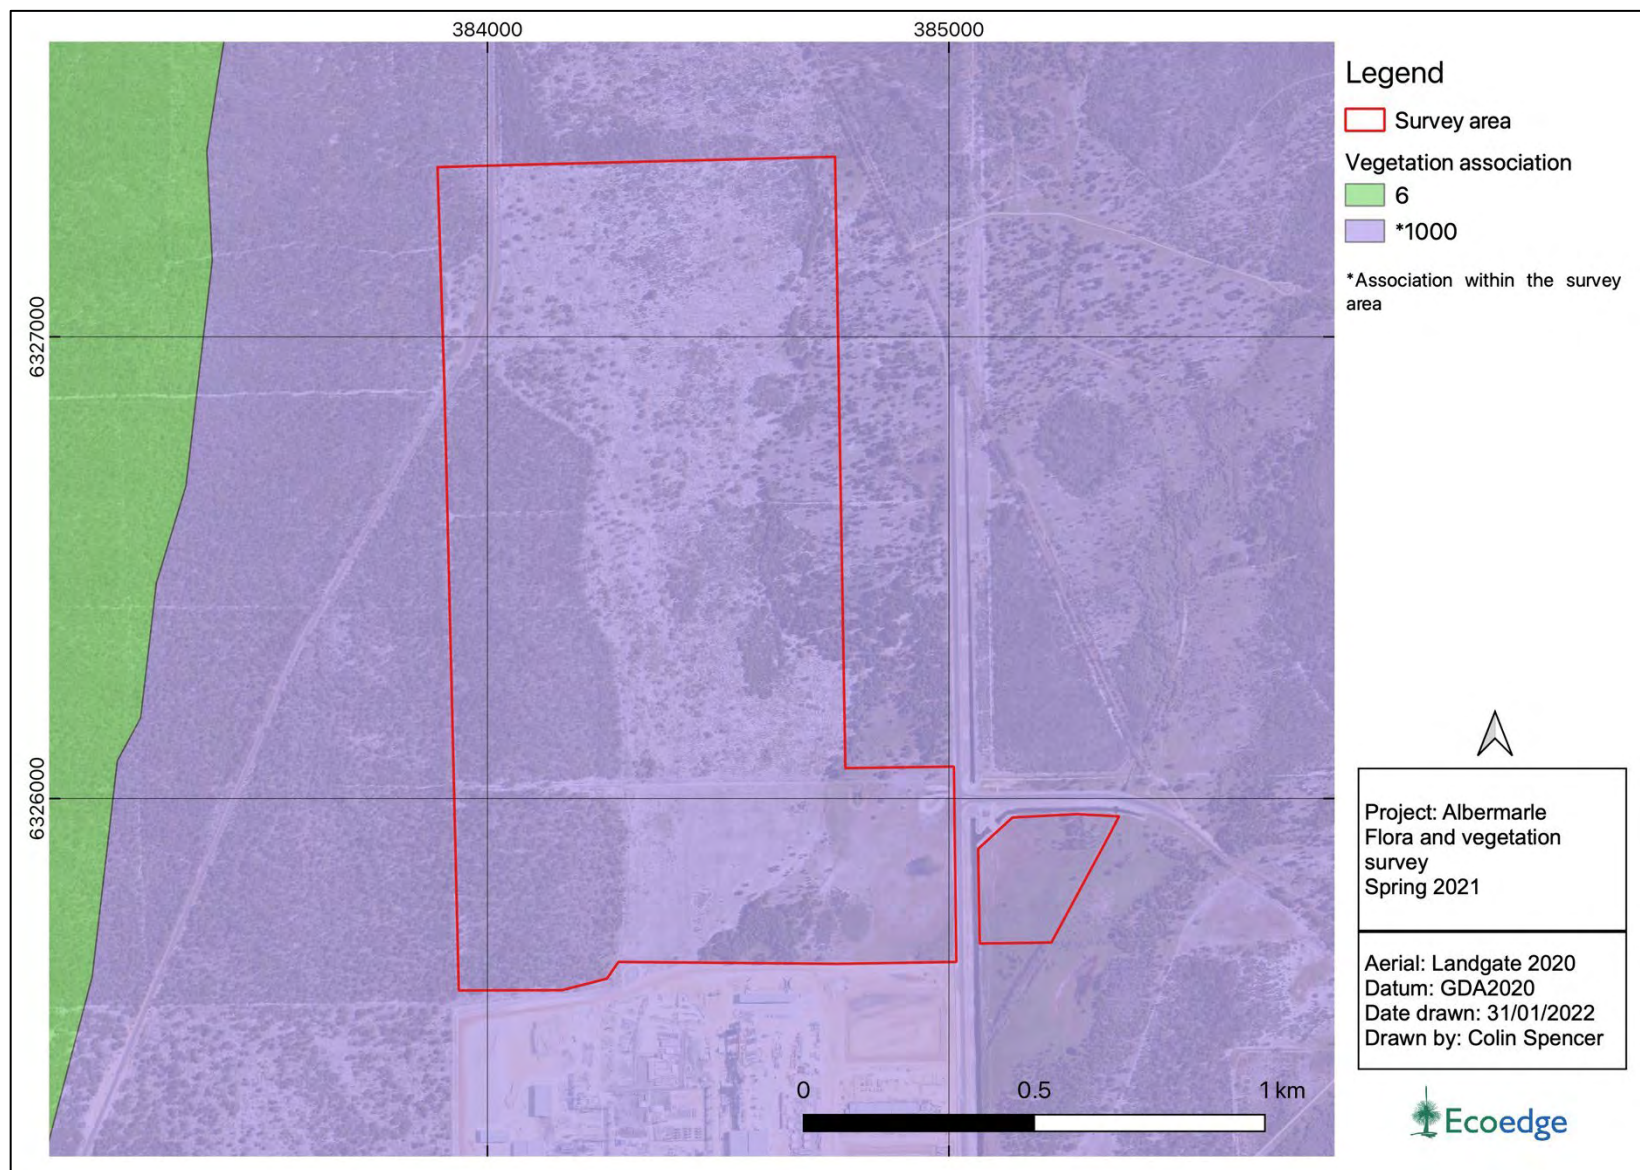 384000
385000
6327000
6326000
Legend
Survey area
Vegetation association
6
*1000
*Association within the survey
area
Project: Albermarle
Flora and vegetation
survey
Spring 2021
Aerial: Landgate 2020
Datum: GDA2020
Date drawn: 31/01/2022
Drawn by: Colin Spencer
0 0.5 1 km
Ecoedge